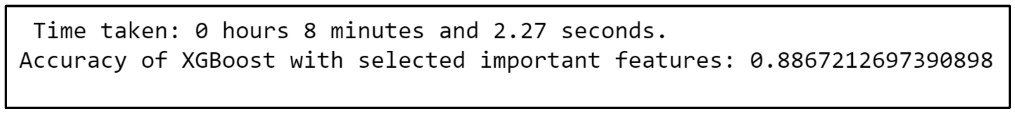 Time taken: 0 hours 8 minutes and 2.27 seconds.
Accuracy of XGBoost with selected important features: 0.8867212697390898